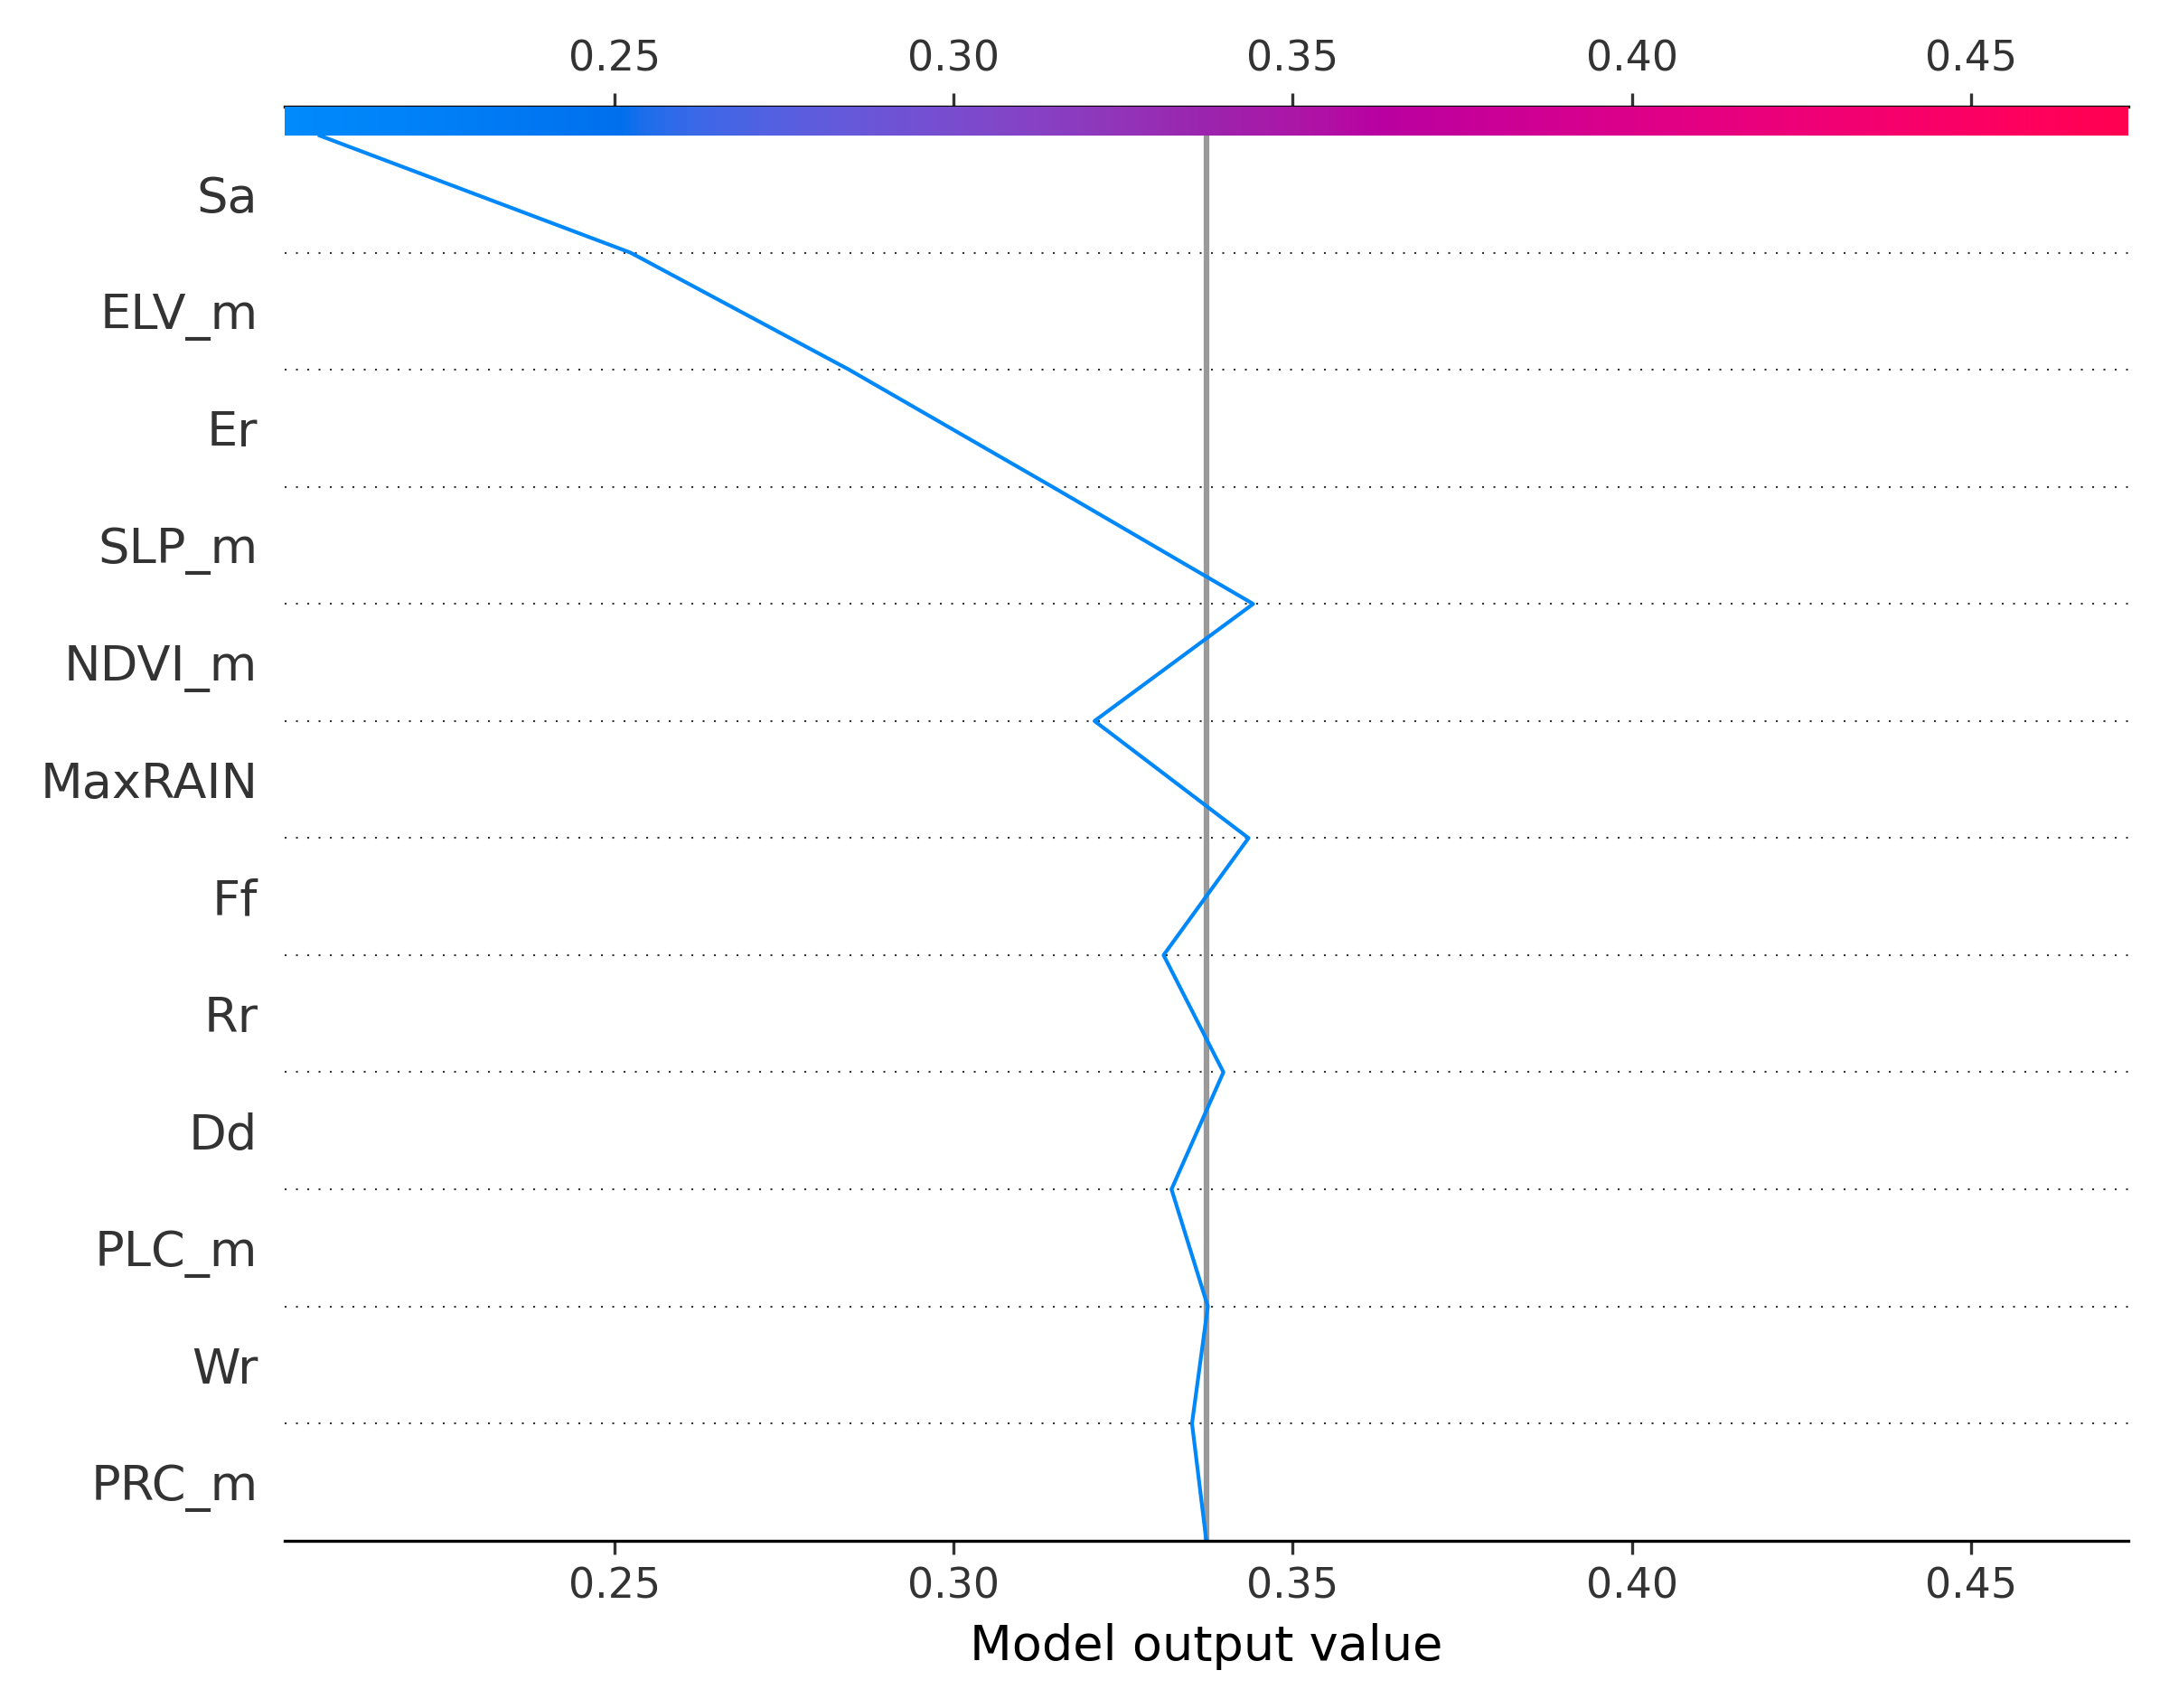 0.25 0.30 0.35 0.40 0.45
Sa
ELV_m
Er
SLP_m
NDVI_m
MaxRAIN
Ff
Rr
Dd
PLC_m
Wr
PRC_m
0.25 0.30 0.35 0.40 0.45
Model output value